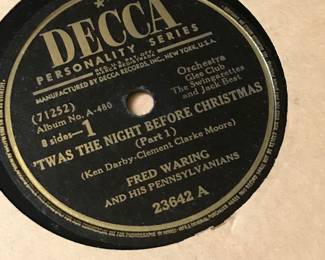 DECCA
PERSONALITY SERIES
MANUFACTURED BY DECCA RECORDS, INC., NEW YORK, U.S.A.
(71252)
Album No. A-480
8 sides—1
Orchestra
Glee Club
The Swingarettes
and Jack Best
'TWAS THE NIGHT BEFORE CHRISTMAS
(Part 1)
(Ken Darby-Clement Clarke Moore)
FRED WARING
AND HIS PENNSYLVANIANS
23642 A